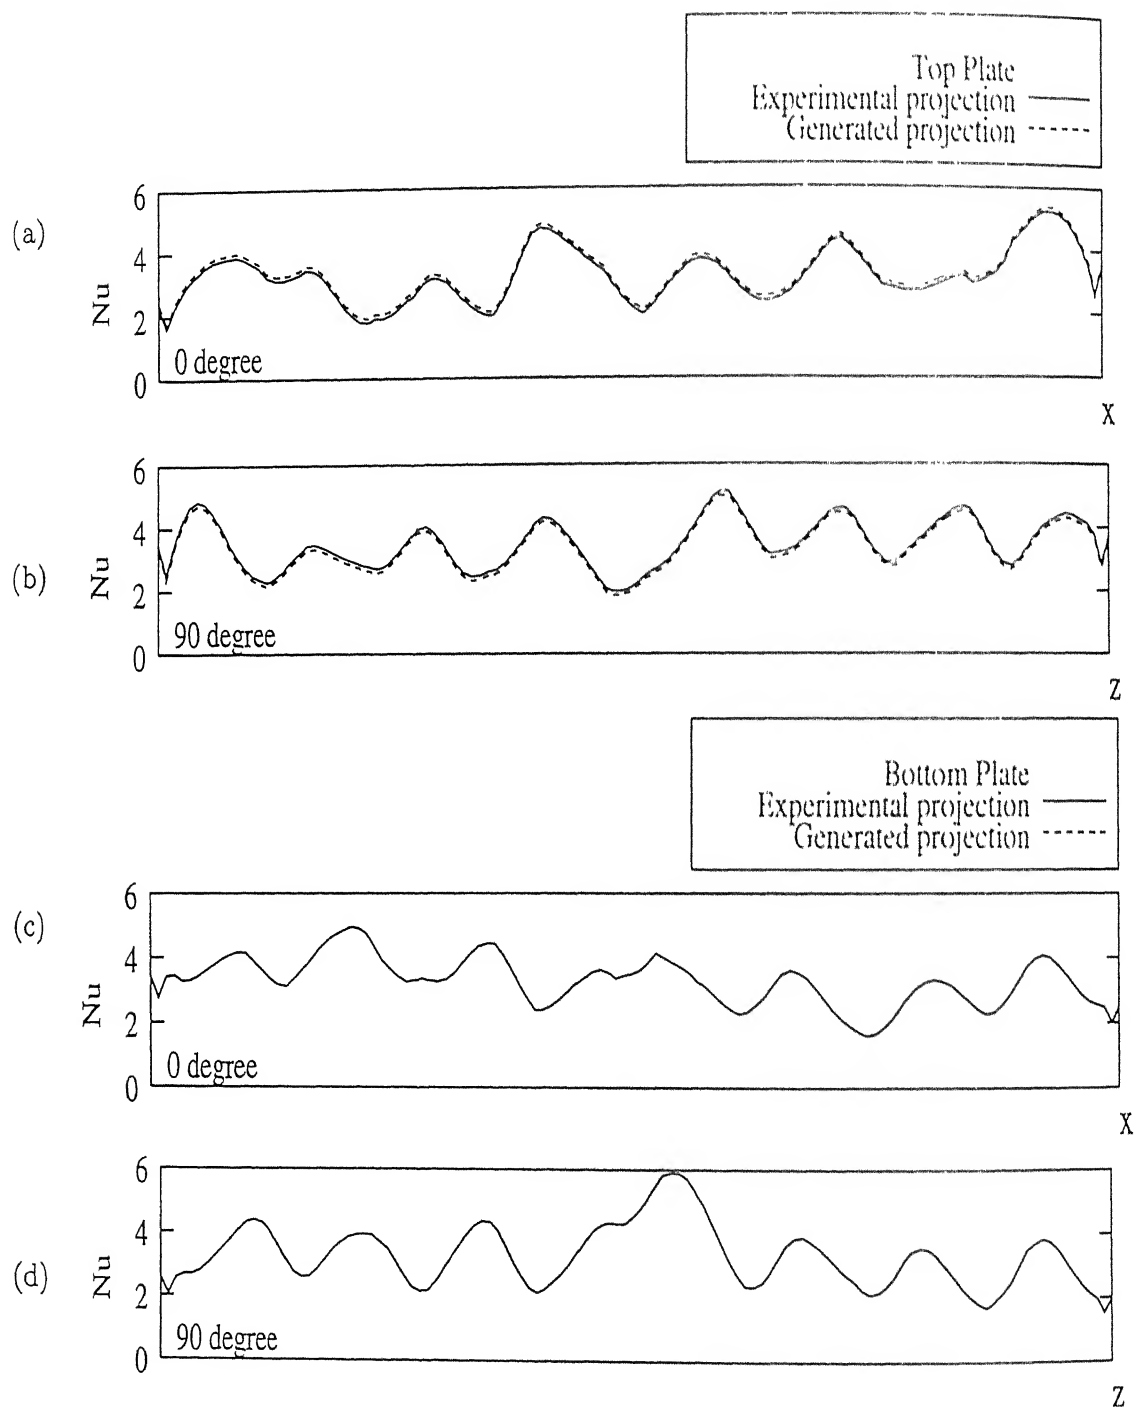 Top Plate
Experimental projection
Generated projection
(a)
6
4
2
0
Nu
0 degree
X
(b)
6
4
2
0
Nu
90 degree
Z
Bottom Plate
Experimental projection
Generated projection
(c)
6
4
2
0
Nu
0 degree
X
(d)
6
4
2
0
Nu
90 degree
Z